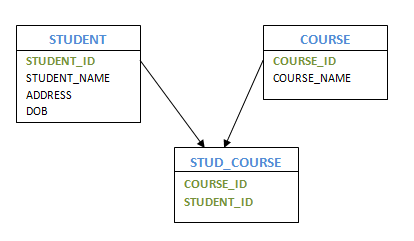 STUDENT
STUDENT_ID
STUDENT_NAME
ADDRESS
DOB
COURSE
COURSE_ID
COURSE_NAME
STUD_COURSE
COURSE_ID
STUDENT_ID